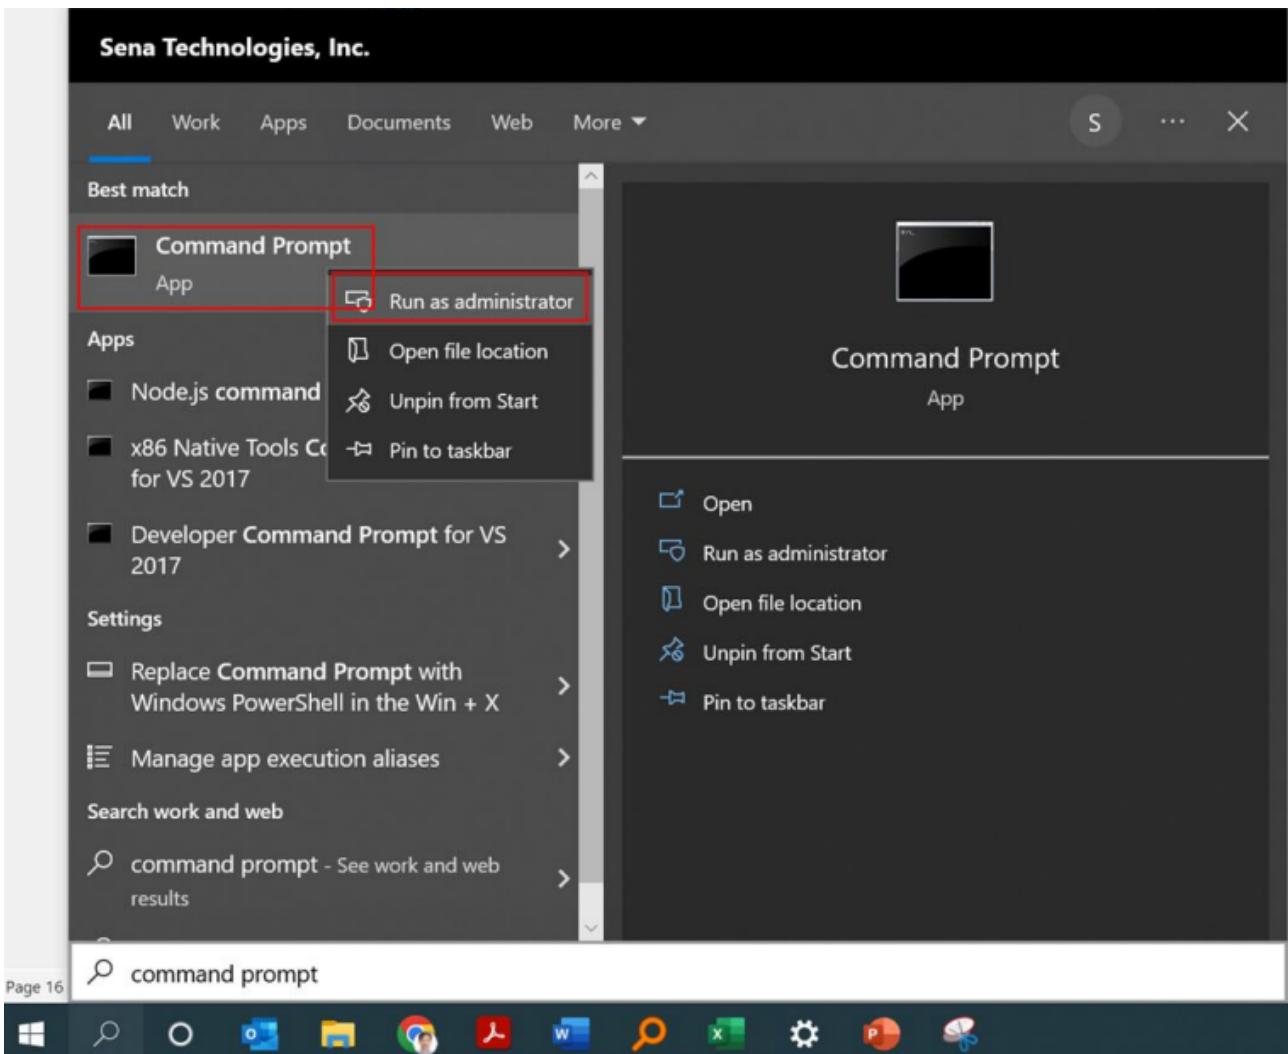 Sena Technologies, Inc.
All Work Apps Documents Web More S
Best match
Command Prompt
App
Run as administrator
Open file location
Unpin from Start
Pin to taskbar
Apps
Node.js command
x86 Native Tools
for VS 2017
Developer Command Prompt for VS
2017
Settings
Replace Command Prompt with
Windows PowerShell in the Win + X
Manage app execution aliases
Search work and web
command prompt - See work and web
results
Command Prompt
App
Open
Run as administrator
Open file location
Unpin from Start
Pin to taskbar
command prompt
Page 16